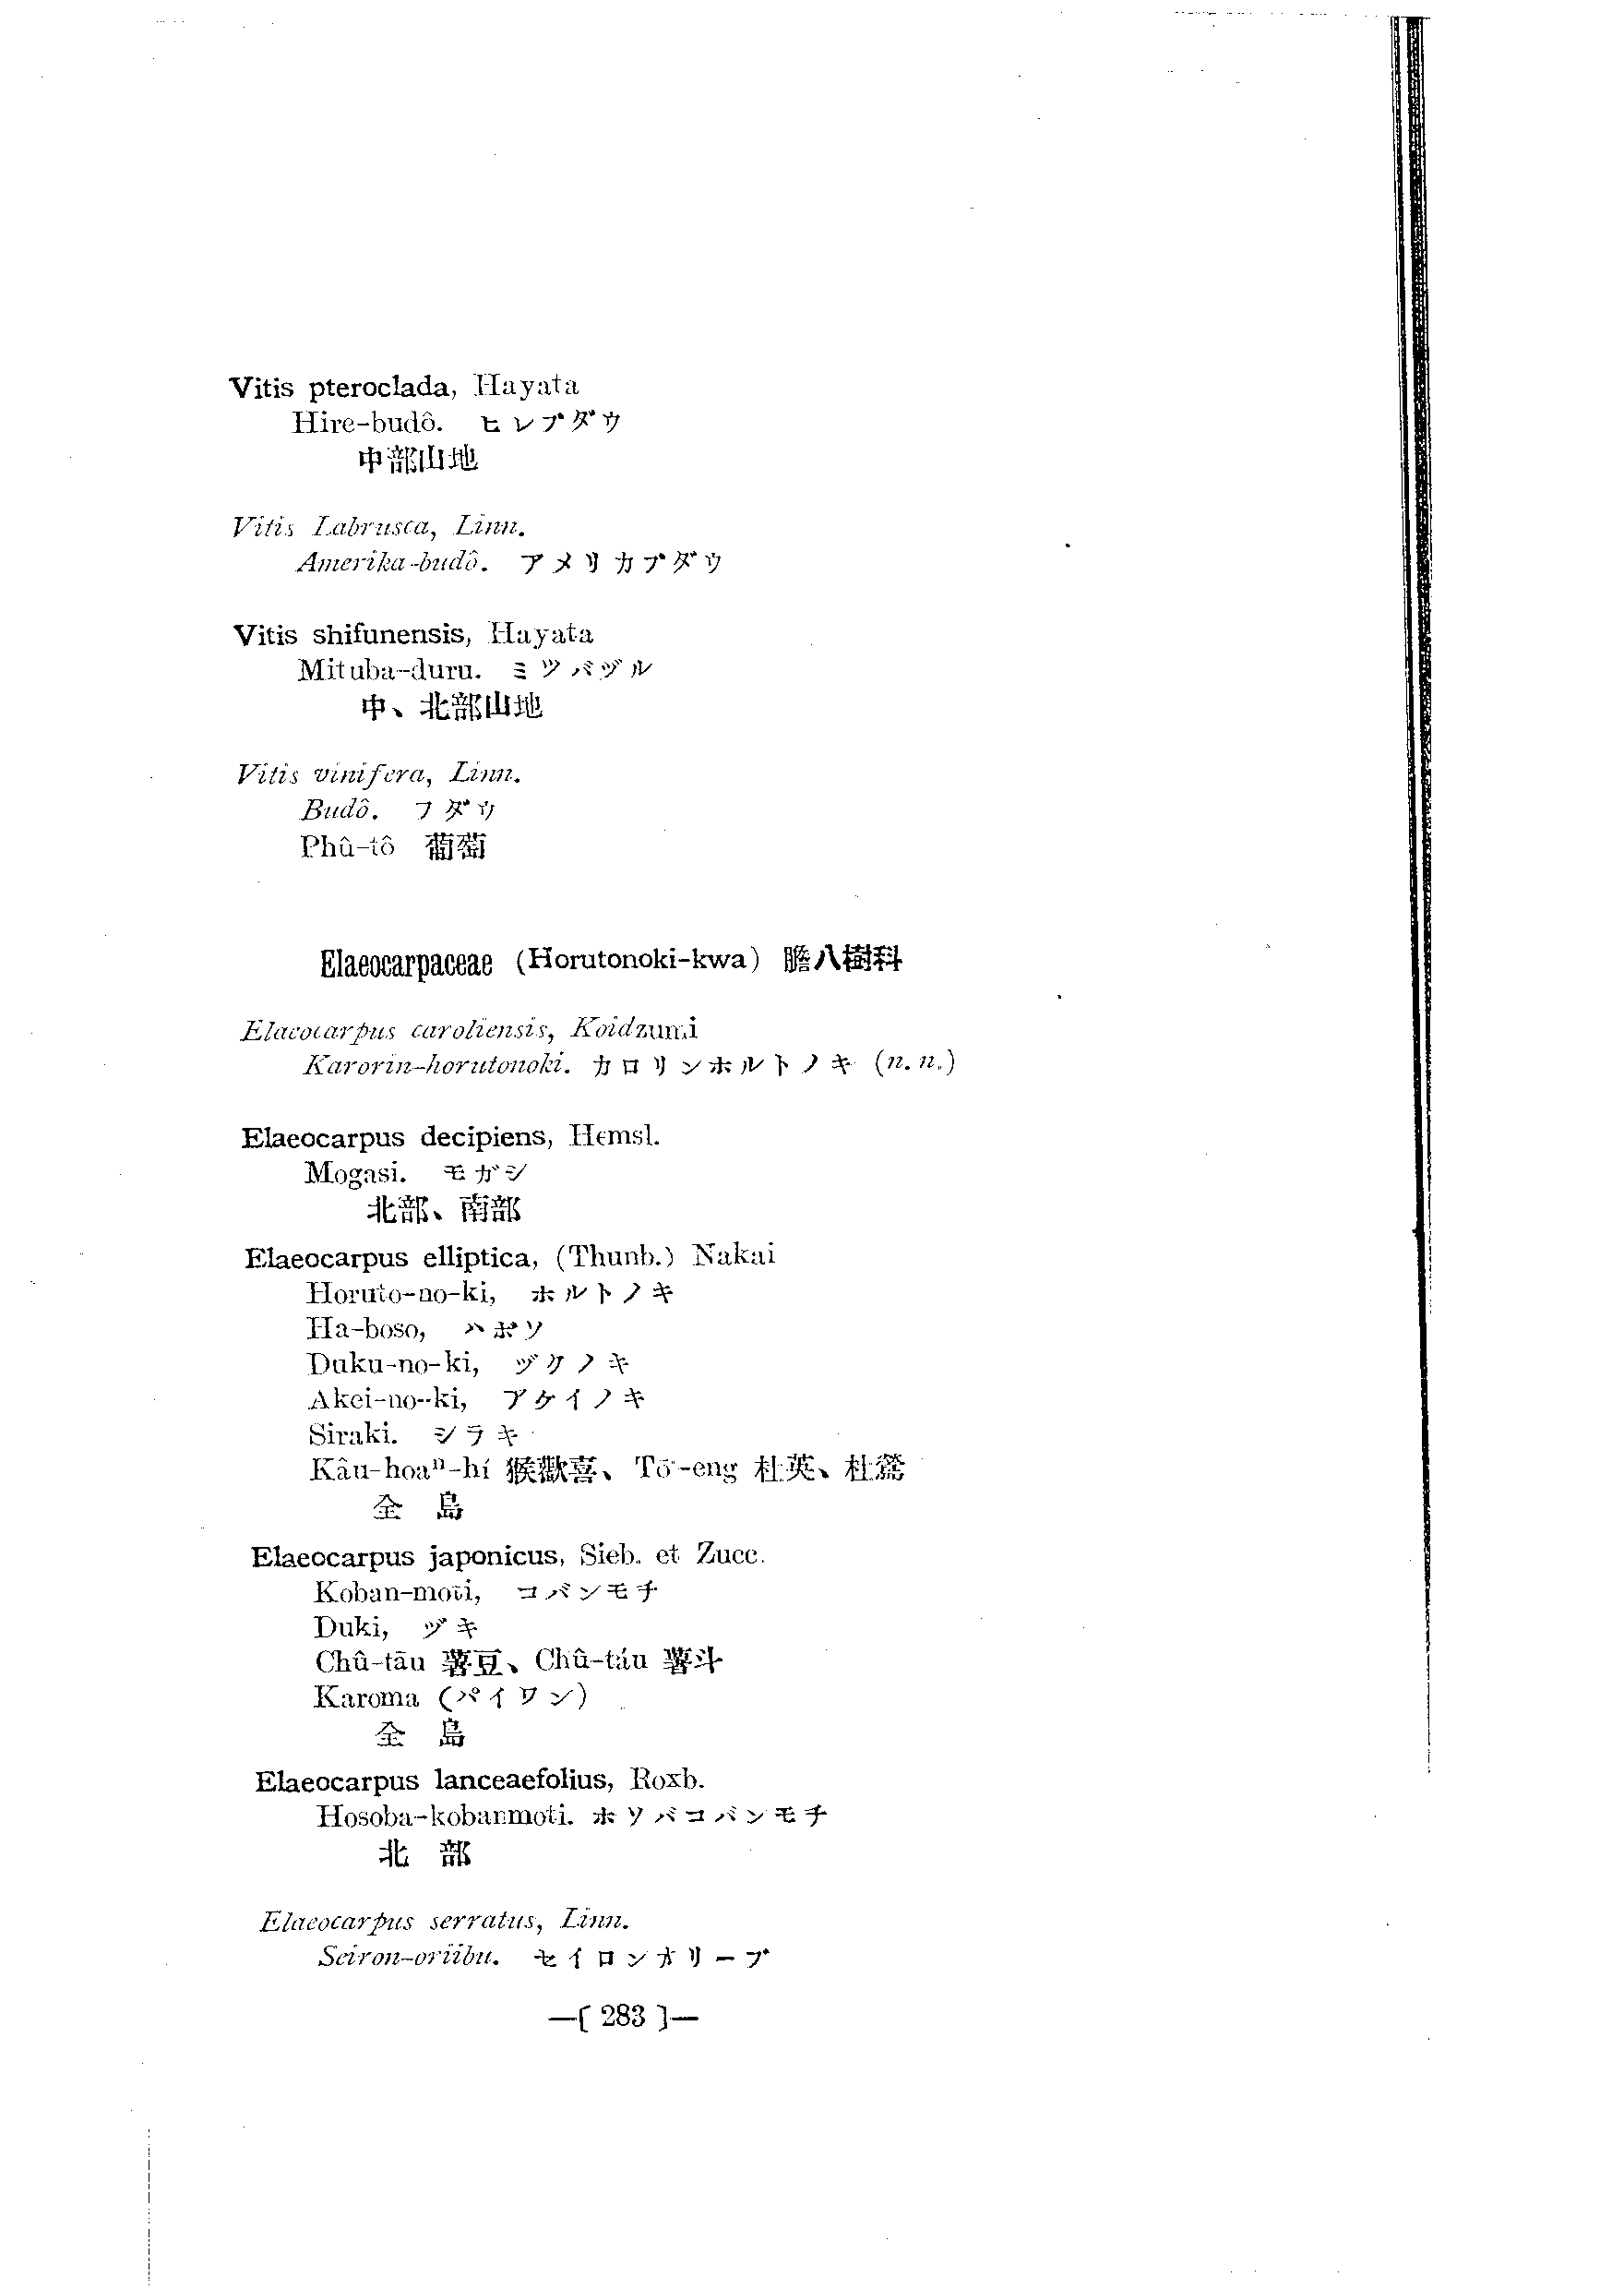 Vitis pteroclada, Hayata
Hire-budô. ヒレブダウ
中部山地
Vitis Labrusca, Linn.
Amerika-budô. アメリカブダウ
Vitis shifunensis, Hayata
Mituba-duru. ミツバヅル
中、北部山地
Vitis vinifera, Linn.
Budô. ブダウ
Phû-tô 葡萄
Elaeocarpaceae (Horutonoki-kwa) 膽八樹科
Elaeocarpus caroliensis, Koidzumi
Karorin-horutonoki. カロリンホルトノキ (n. n.)
Elaeocarpus decipiens, Hemsl.
Mogasi. モガシ
北部、南部
Elaeocarpus elliptica, (Thunb.) Nakai
Horuto-no-ki, ホルトノキ
Ha-boso, ハボソ
Duku-no-ki, ヅクノキ
Akei-no-ki, アケイノキ
Siraki. シラキ
Kâu-hoaⁿ-hí 猴歡喜、Tō-eng 杜英、杜鶯
全 島
Elaeocarpus japonicus, Sieb. et Zucc.
Koban-moti, コバンモチ
Duki, ヅキ
Chû-tāu 薯豆、Chû-táu 薯斗
Karoma (パイワン)
全 島
Elaeocarpus lanceaefolius, Roxb.
Hosoba-kobanmoti. ホソバコバンモチ
北 部
Elaeocarpus serratus, Linn.
Seiron-oriibu. セイロンオリーブ
—[ 283 ]—